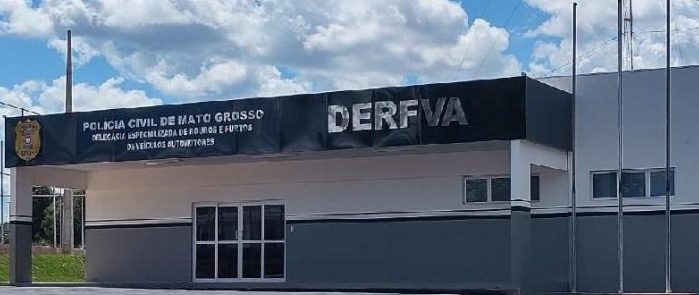 POLÍCIA CIVIL DE MATO GROSSO
DELEGACIA ESPECIALIZADA DE ROUBOS E FURTOS
DE VEÍCULOS AUTOMOTORES
DERFVA